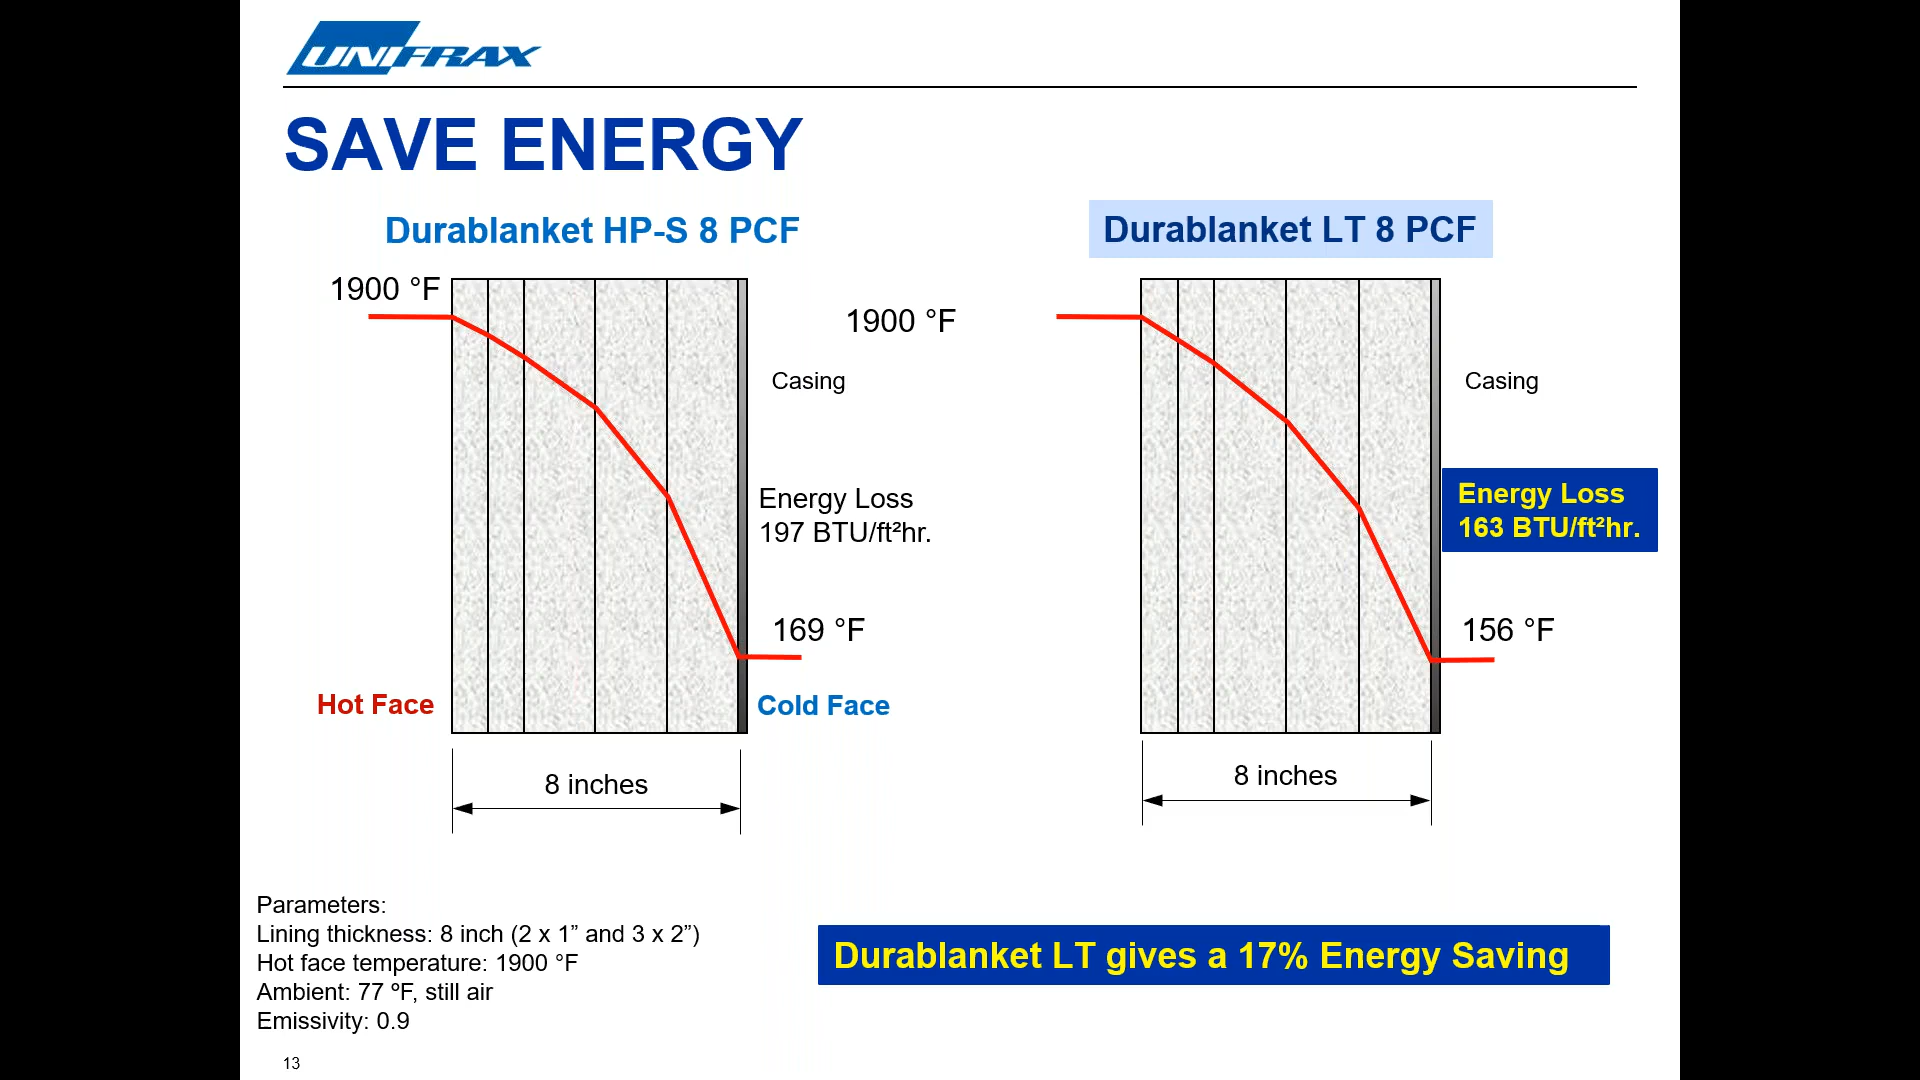 UNIFRAX
SAVE ENERGY
Durablanket HP-S 8 PCF
Durablanket LT 8 PCF
1900 °F
1900 °F
Casing
Casing
Energy Loss
197 BTU/ft²hr.
Energy Loss
163 BTU/ft²hr.
169 °F
156 °F
Hot Face
Cold Face
8 inches
8 inches
Parameters:
Lining thickness: 8 inch (2 x 1” and 3 x 2”)
Hot face temperature: 1900 °F
Ambient: 77 ºF, still air
Emissivity: 0.9
Durablanket LT gives a 17% Energy Saving
13